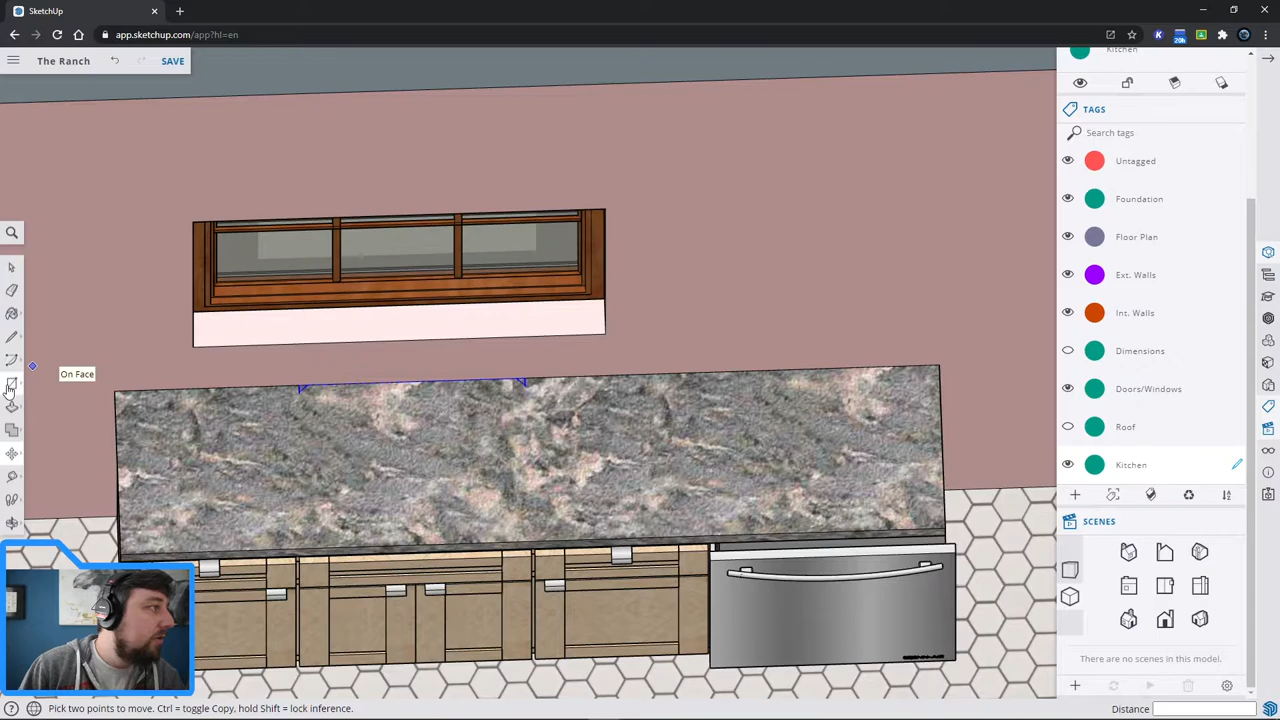 SketchUp
app.sketchup.com/app?hl=en
20h
The Ranch
SAVE
Kitchen
TAGS
Search tags
Untagged
Foundation
Floor Plan
Ext. Walls
Int. Walls
Dimensions
Doors/Windows
Roof
Kitchen
On Face
SCENES
There are no scenes in this model.
Pick two points to move. Ctrl = toggle Copy, hold Shift = lock inference.
Distance